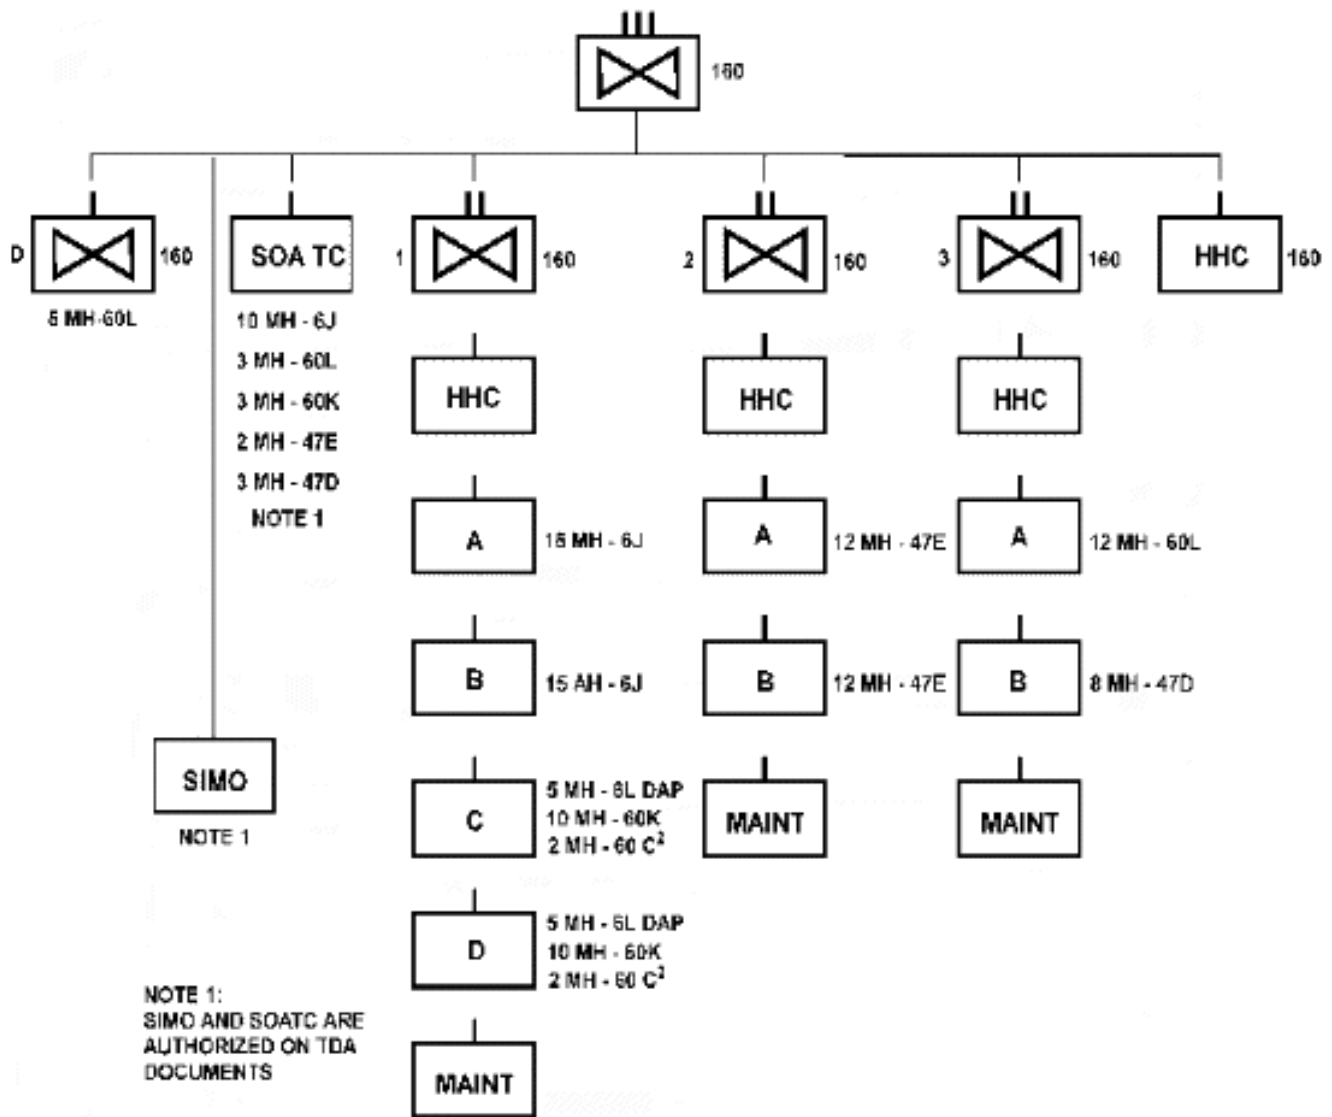 160
D
160
5 MH-60L
SOA TC
10 MH - 6J
3 MH - 60L
3 MH - 60K
2 MH - 47E
3 MH - 47D
NOTE 1
SIMO
NOTE 1
1
160
HHC
A
15 MH - 6J
B
15 AH - 6J
C
5 MH - 6L DAP
10 MH - 60K
2 MH - 60 C²
D
5 MH - 6L DAP
10 MH - 60K
2 MH - 60 C²
MAINT
2
160
HHC
A
12 MH - 47E
B
12 MH - 47E
MAINT
3
160
HHC
A
12 MH - 60L
B
8 MH - 47D
MAINT
HHC
160
NOTE 1:
SIMO AND SOATC ARE
AUTHORIZED ON TDA
DOCUMENTS